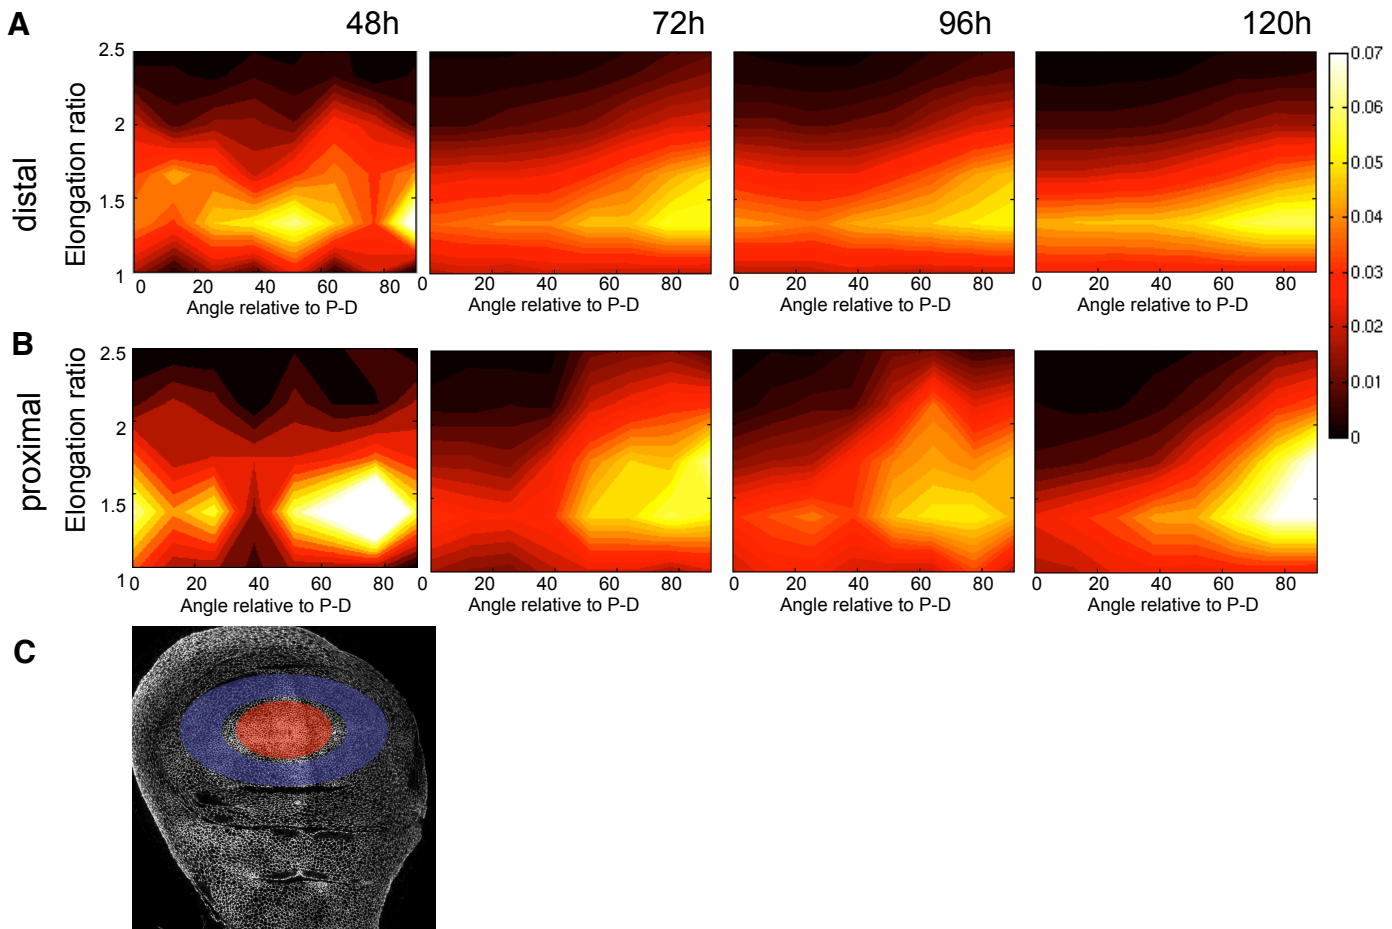 A
48h
72h
96h
120h
distal
Elongation ratio
2.5
2
1.5
1
0 20 40 60 80
0 20 40 60 80
0 20 40 60 80
0 20 40 60 80
Angle relative to P-D
Angle relative to P-D
Angle relative to P-D
Angle relative to P-D
0.07
0.06
0.05
0.04
0.03
0.02
0.01
0
B
proximal
Elongation ratio
2.5
2
1.5
1
0 20 40 60 80
0 20 40 60 80
0 20 40 60 80
0 20 40 60 80
Angle relative to P-D
Angle relative to P-D
Angle relative to P-D
Angle relative to P-D
C